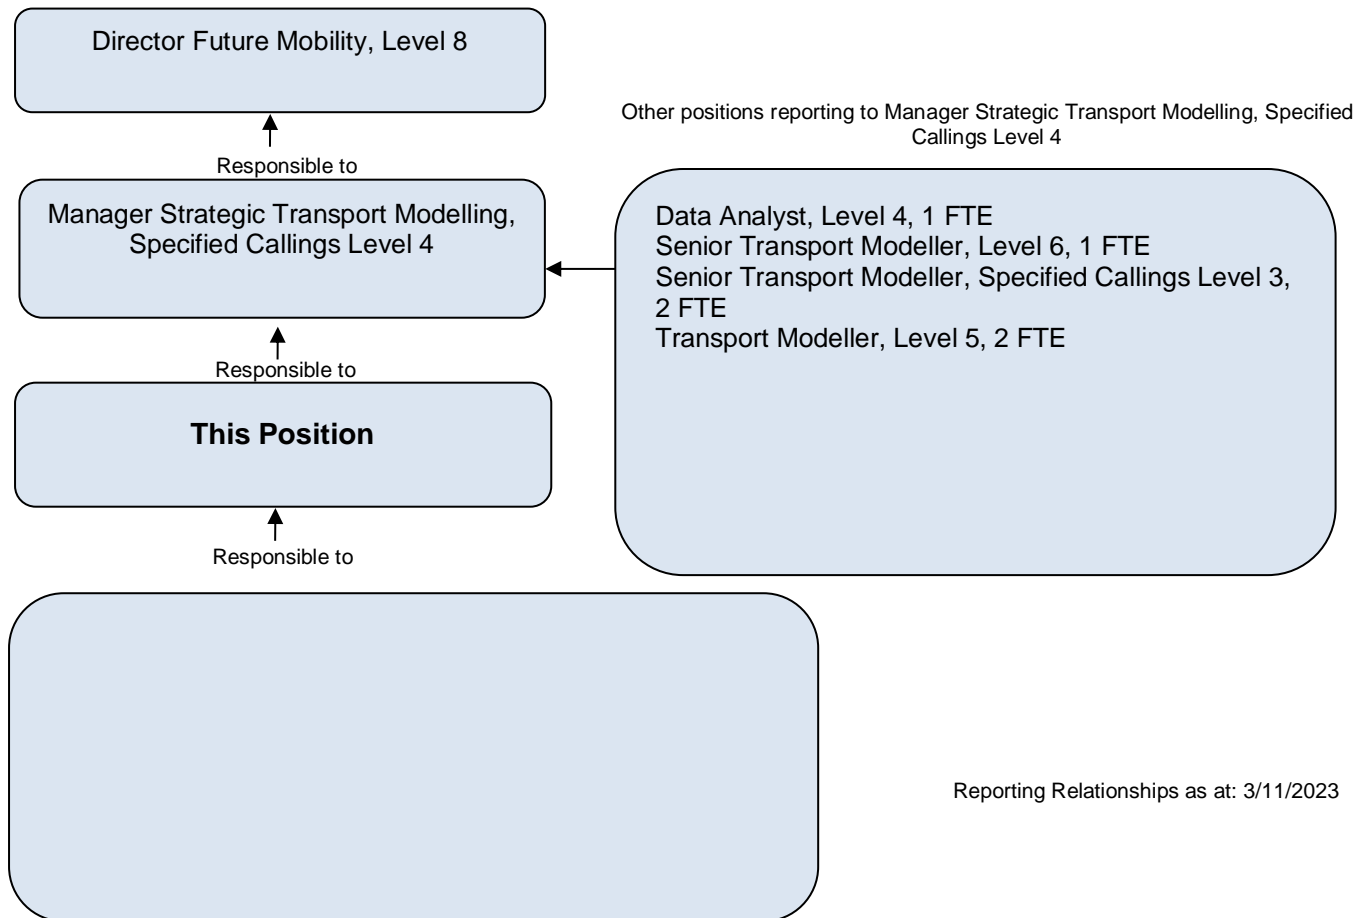 Director Future Mobility, Level 8
Responsible to
Manager Strategic Transport Modelling,
Specified Callings Level 4
Responsible to
This Position
Responsible to
Other positions reporting to Manager Strategic Transport Modelling, Specified
Callings Level 4
Data Analyst, Level 4, 1 FTE
Senior Transport Modeller, Level 6, 1 FTE
Senior Transport Modeller, Specified Callings Level 3,
2 FTE
Transport Modeller, Level 5, 2 FTE
Reporting Relationships as at: 3/11/2023